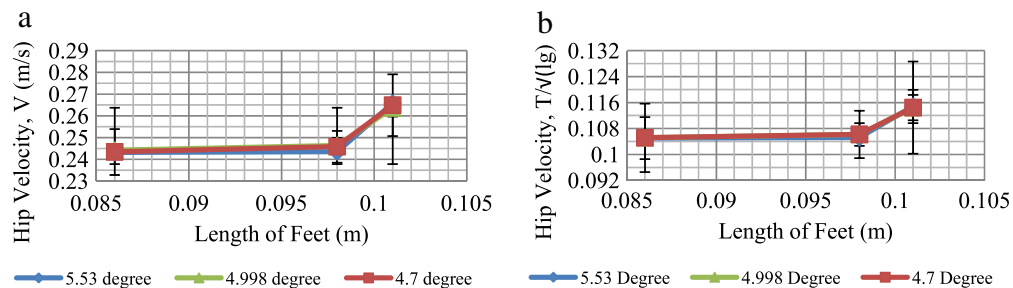 a
Hip Velocity, V (m/s)
0.29
0.28
0.27
0.26
0.25
0.24
0.23
0.085 0.09 0.095 0.1 0.105
Length of Feet (m)
5.53 degree 4.998 degree 4.7 degree
b
Hip Velocity, T/√(lg)
0.132
0.124
0.116
0.108
0.1
0.092
0.085 0.09 0.095 0.1 0.105
Length of Feet (m)
5.53 Degree 4.998 Degree 4.7 Degree